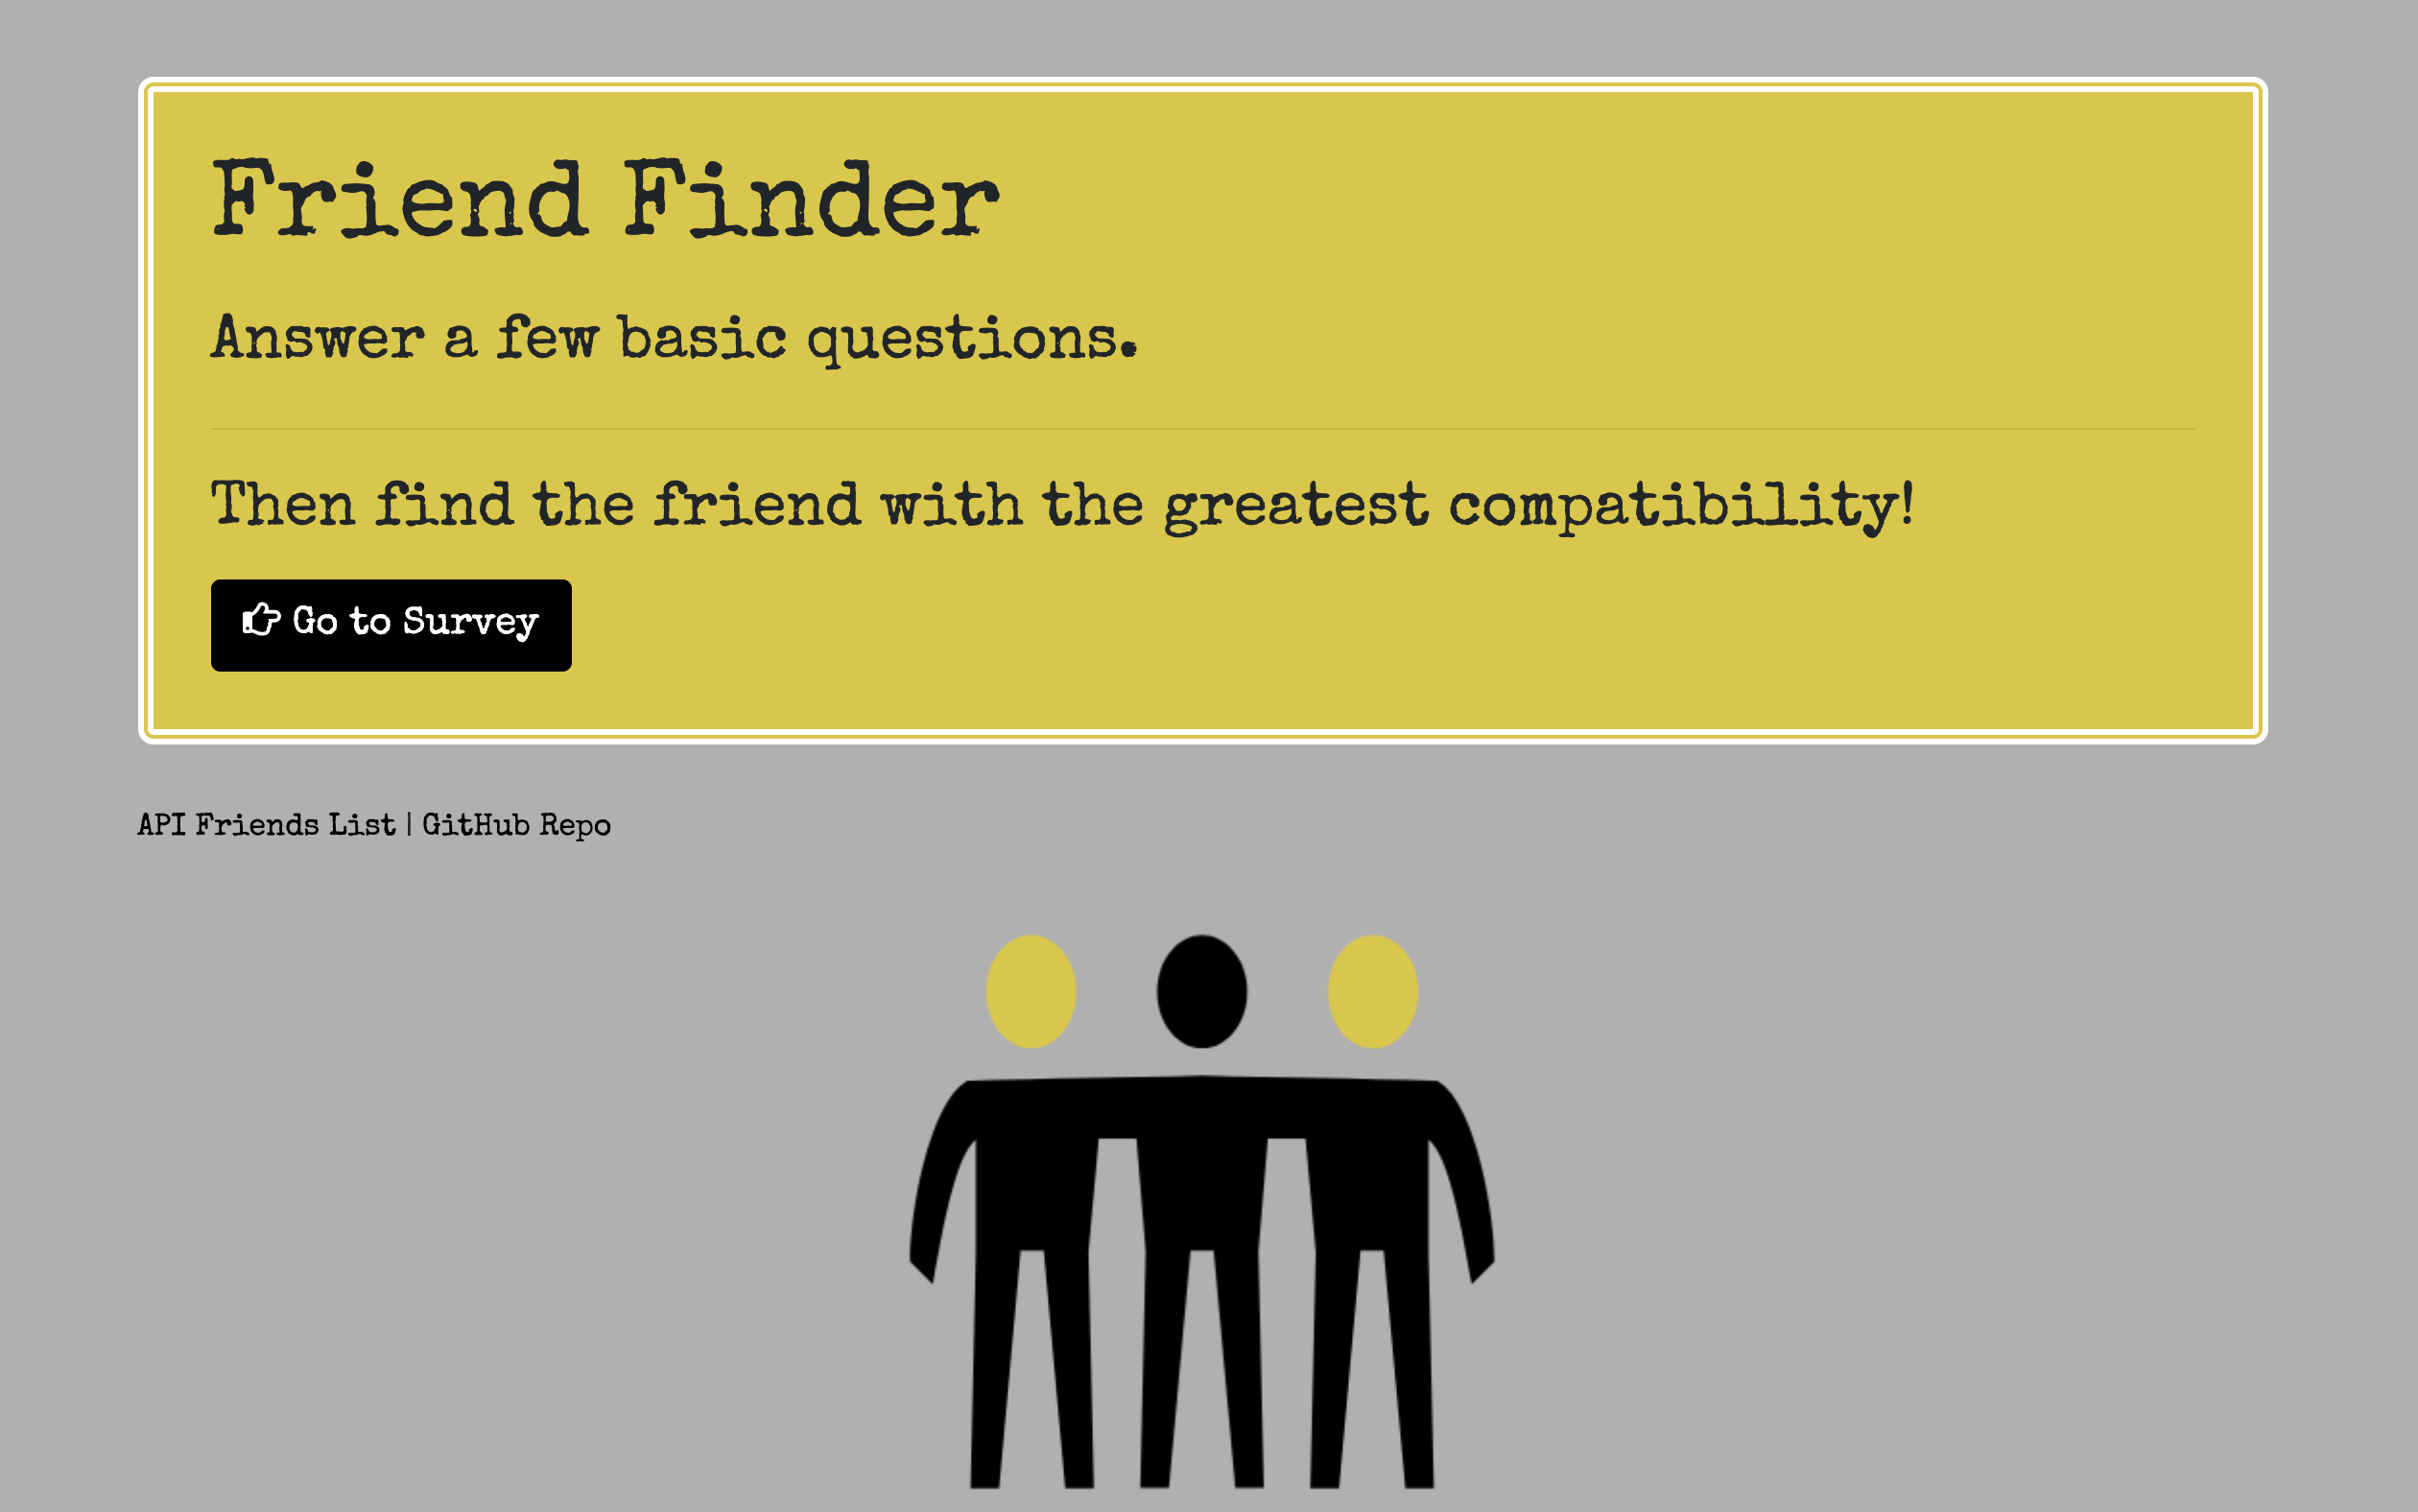 Friend Finder
Answer a few basic questions.
Then find the friend with the greatest compatibility!
Go to Survey
API Friends List | GitHub Repo